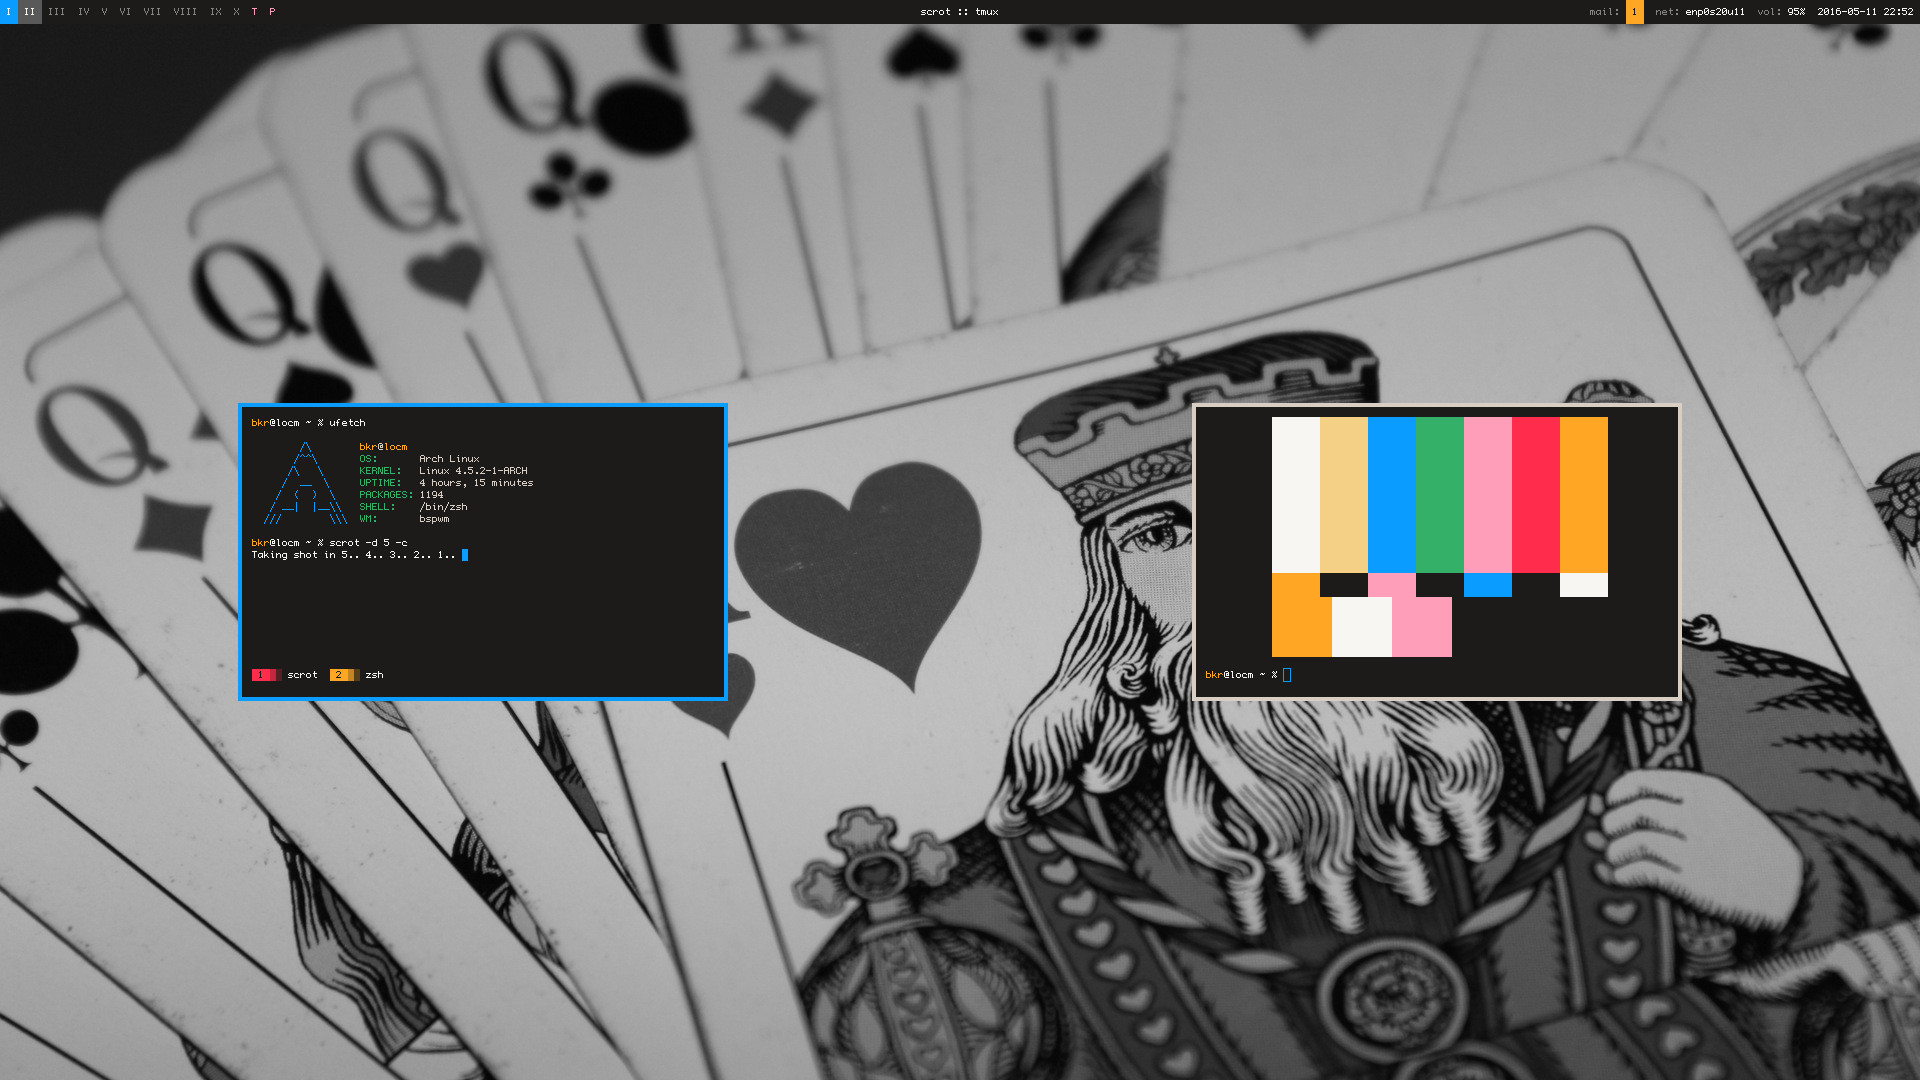 I II III IV V VI VII VIII IX X T P
scrot :: tmux
mail: 1 net: enp0s20u11 vol: 95% 2016-05-11 22:52
Q
Q
Q
Q
bkr@locm ~ % ufetch
bkr@locm
OS: Arch Linux
KERNEL: Linux 4.5.2-1-ARCH
UPTIME: 4 hours, 15 minutes
PACKAGES: 1194
SHELL: /bin/zsh
WM: bspwm
bkr@locm ~ % scrot -d 5 -c
Taking shot in 5.. 4.. 3.. 2.. 1..
1 scrot 2 zsh
bkr@locm ~ %